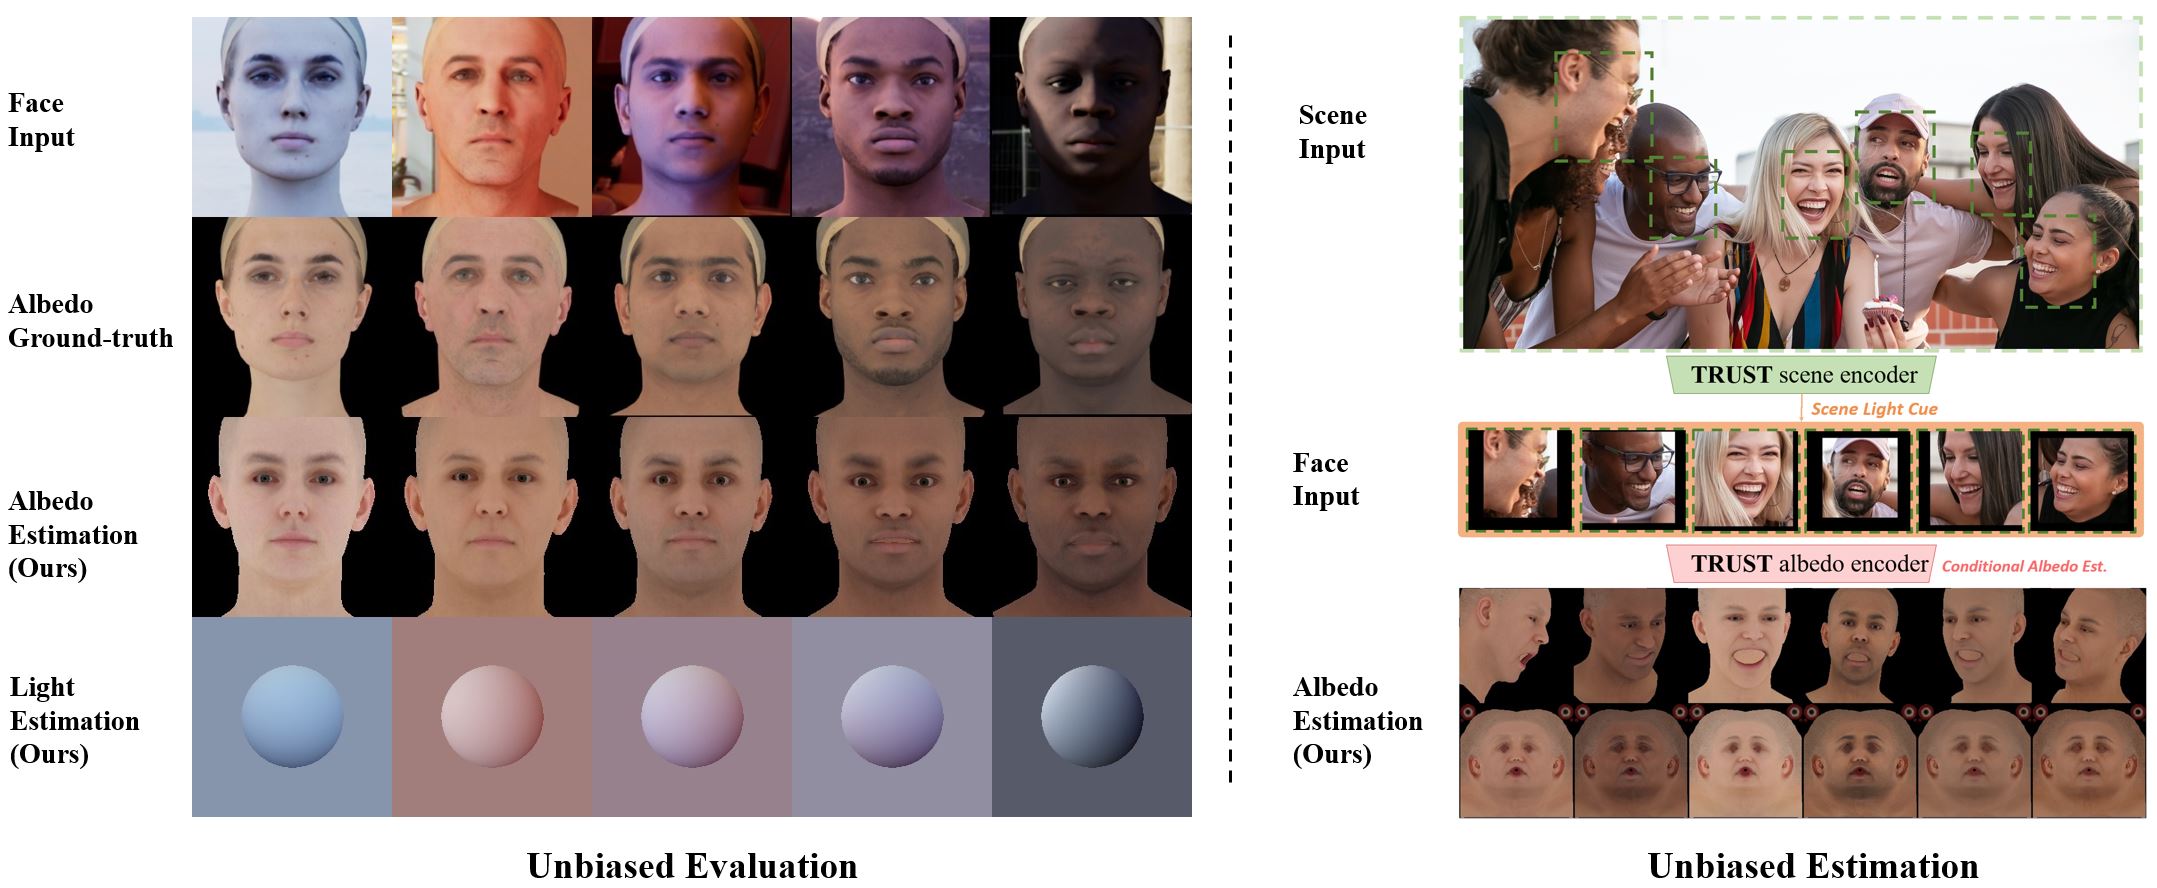 Face
Input
Albedo
Ground-truth
Albedo
Estimation
(Ours)
Light
Estimation
(Ours)
Unbiased Evaluation
Scene
Input
TRUST scene encoder
Scene Light Cue
Face
Input
TRUST albedo encoder
Conditional Albedo Est.
Albedo
Estimation
(Ours)
Unbiased Estimation